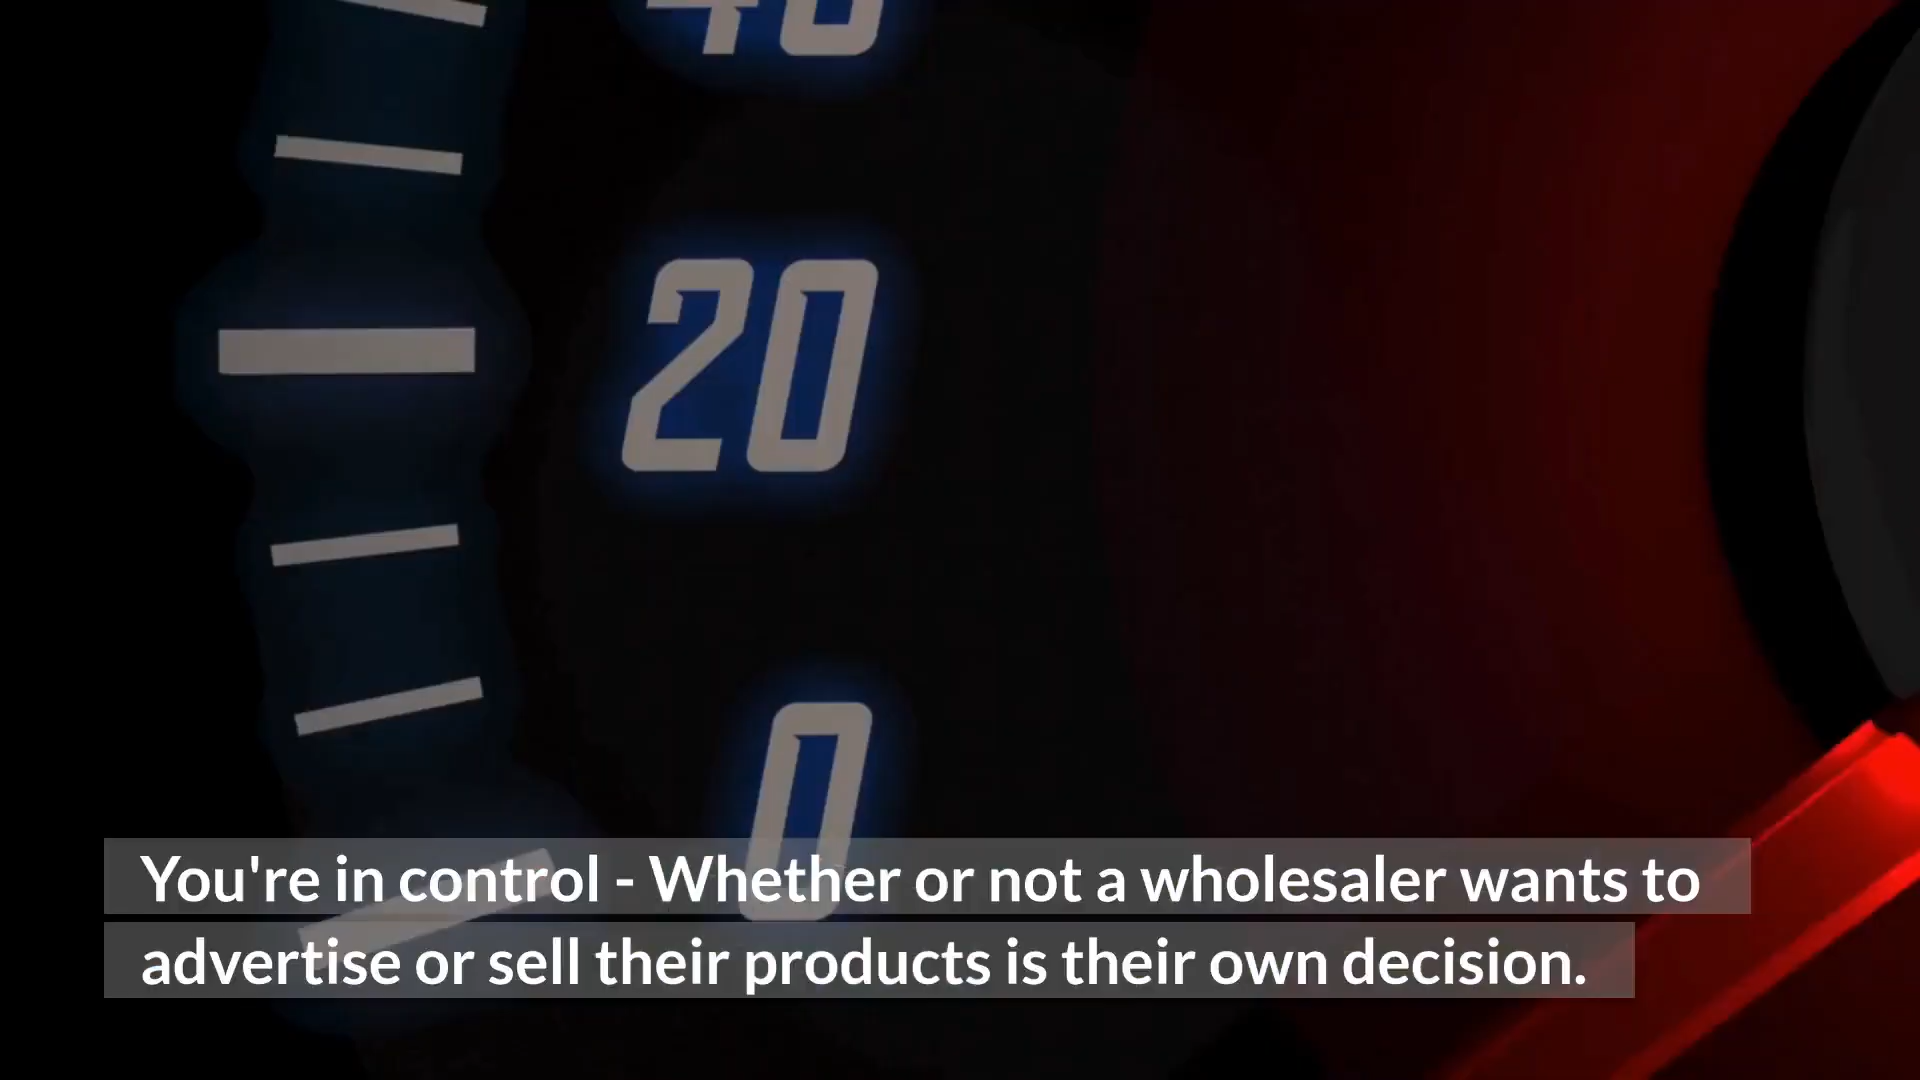 40
20
0
You're in control - Whether or not a wholesaler wants to
advertise or sell their products is their own decision.